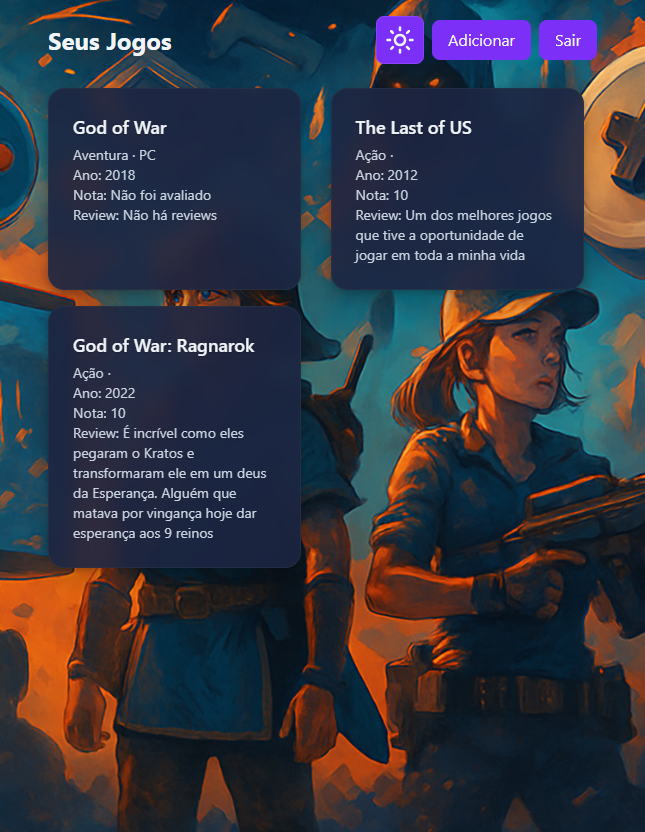 Seus Jogos
Adicionar
Sair
God of War
Aventura · PC
Ano: 2018
Nota: Não foi avaliado
Review: Não há reviews
The Last of US
Ação ·
Ano: 2012
Nota: 10
Review: Um dos melhores jogos
que tive a oportunidade de
jogar em toda a minha vida
God of War: Ragnarok
Ação ·
Ano: 2022
Nota: 10
Review: É incrível como eles
pegaram o Kratos e
transformaram ele em um deus
da Esperança. Alguém que
matava por vingança hoje dar
esperança aos 9 reinos